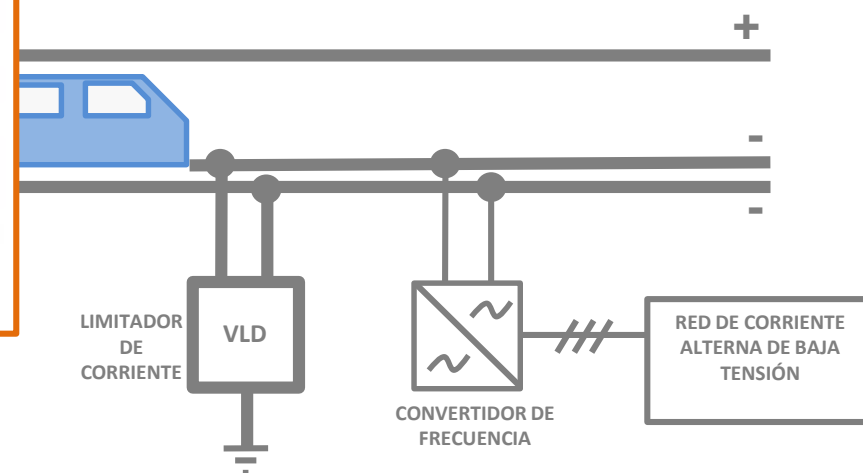 +
-
-
LIMITADOR
DE
CORRIENTE
VLD
CONVERTIDOR DE
FRECUENCIA
RED DE CORRIENTE
ALTERNA DE BAJA
TENSIÓN